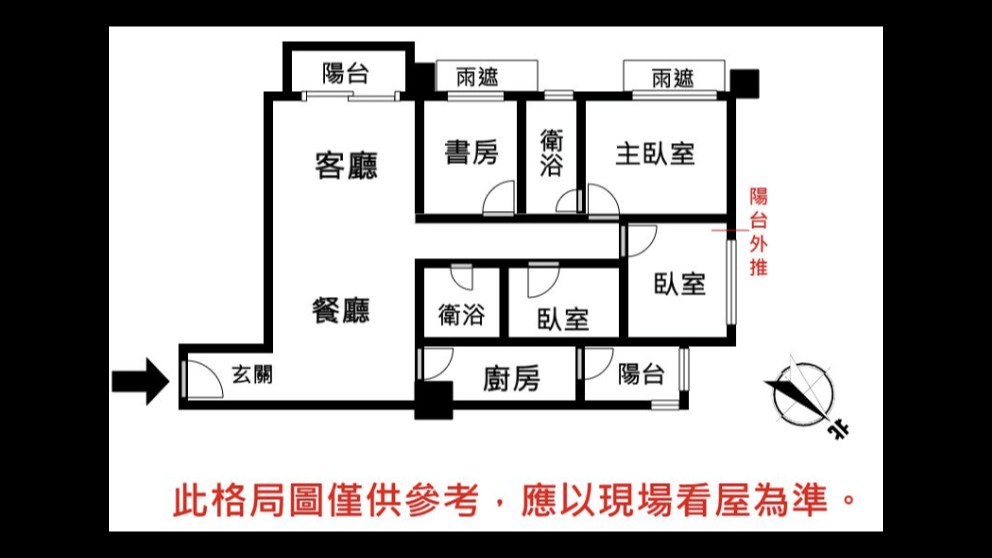 陽台
雨遮
雨遮
客廳
書房
衛浴
主臥室
陽台外推
臥室
餐廳
衛浴
臥室
玄關
廚房
陽台
北
此格局圖僅供參考，應以現場看屋為準。